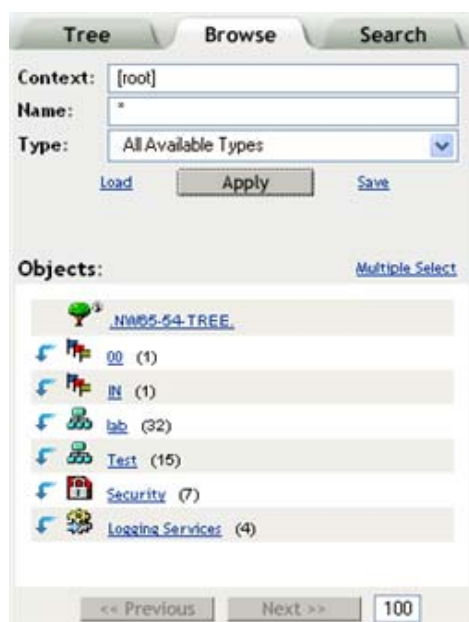 Tree Browse Search
Context: [root]
Name: *
Type: All Available Types
Load Apply Save
Objects: Multiple Select
.NW65-54-TREE.
00 (1)
IN (1)
lab (32)
Test (15)
Security (7)
Logging Services (4)
<< Previous Next >> 100